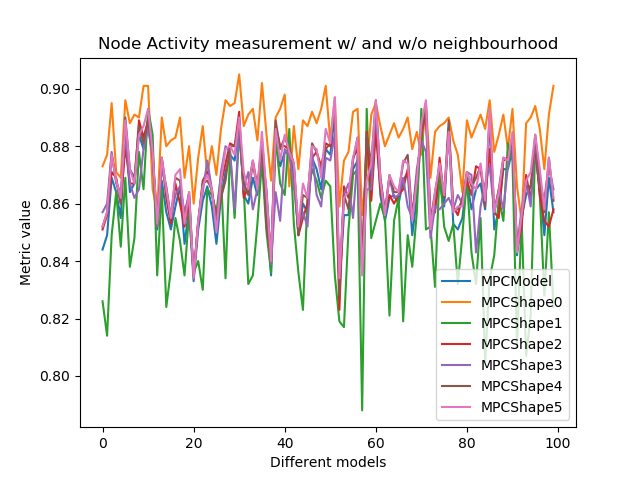 Node Activity measurement w/ and w/o neighbourhood
Metric value
0.90
0.88
0.86
0.84
0.82
0.80
0
20
40
60
80
100
Different models
MPCModel
MPCShape0
MPCShape1
MPCShape2
MPCShape3
MPCShape4
MPCShape5